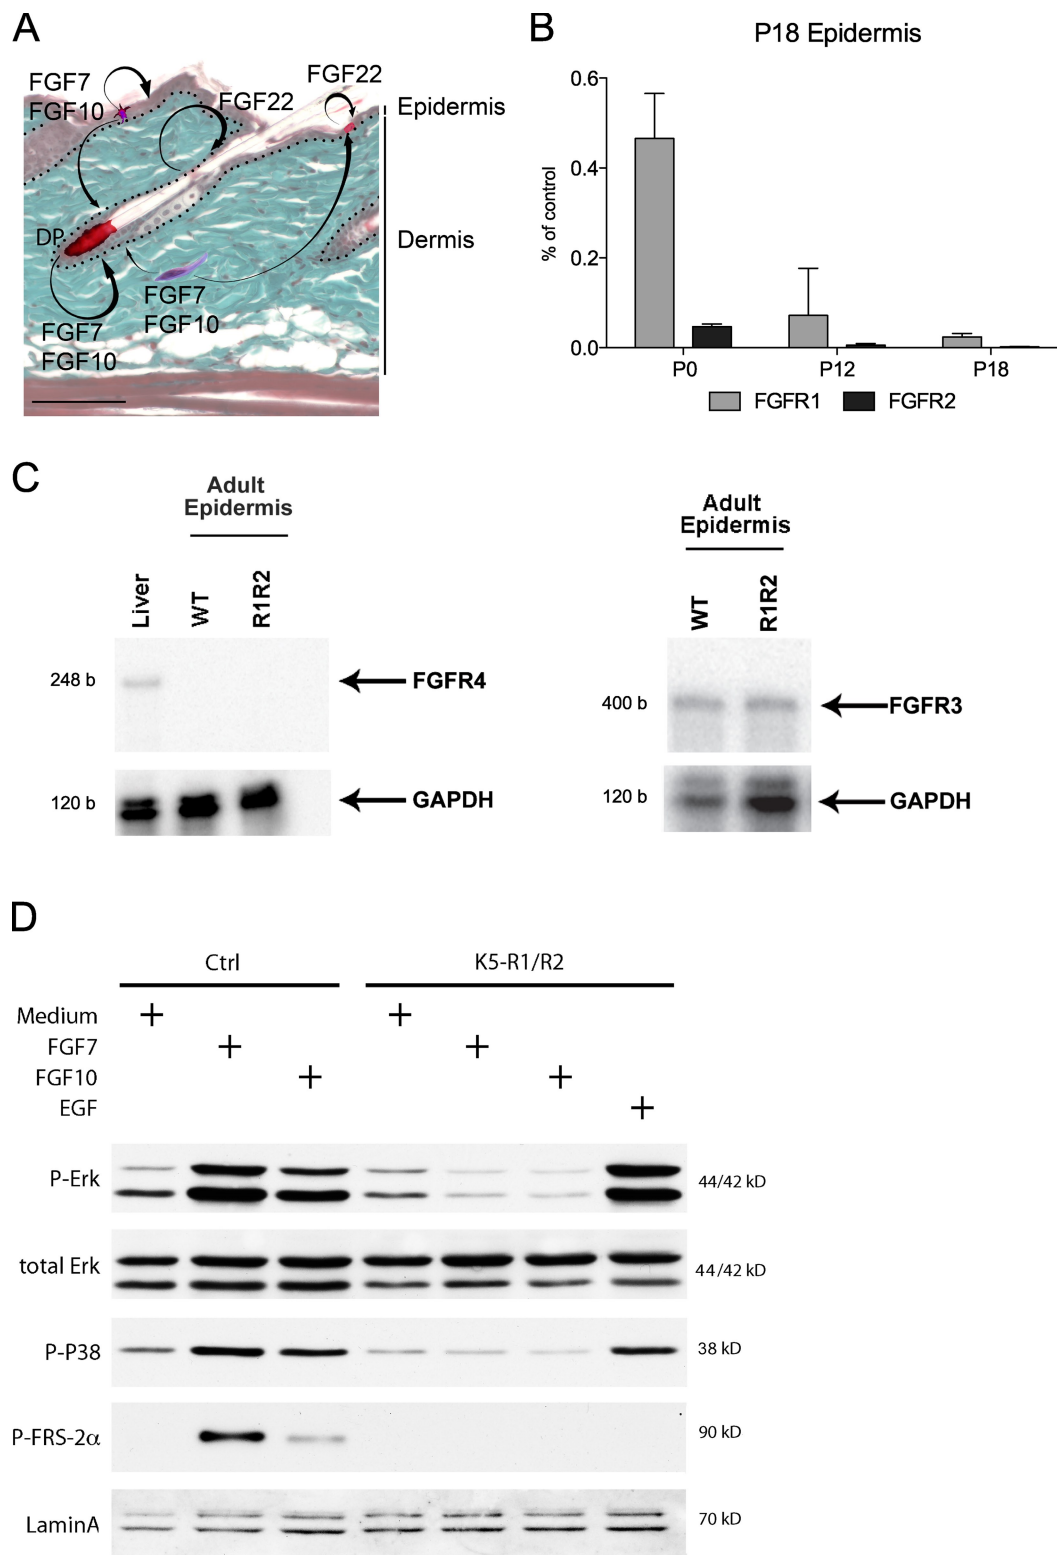 A
FGF7
FGF10
FGF22
FGF22
Epidermis
DP
Dermis
FGF7
FGF10
FGF7
FGF10
B
P18 Epidermis
% of control
0.6
0.4
0.2
0.0
P0
P12
P18
FGFR1
FGFR2
C
Adult
Epidermis
Liver
WT
R1R2
248 b
FGFR4
120 b
GAPDH
Adult
Epidermis
WT
R1R2
400 b
FGFR3
120 b
GAPDH
D
Ctrl
K5-R1/R2
Medium + +
FGF7 + +
FGF10 + +
EGF +
P-Erk
44/42 kD
total Erk
44/42 kD
P-P38
38 kD
P-FRS-2α
90 kD
LaminA
70 kD